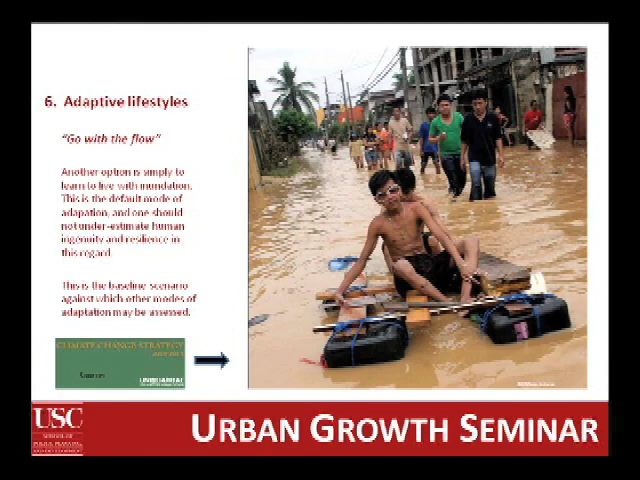 6. Adaptive lifestyles
"Go with the flow"
Another option is simply to
learn to live with inundation.
This is the default mode of
adapation, and one should
not under-estimate human
ingenuity and resilience in
this regard
This is the baseline scenario
against which other modes of
adaptation may be assessed.
CLIMATE CHANGE STRATEGY
USC
URBAN GROWTH SEMINAR